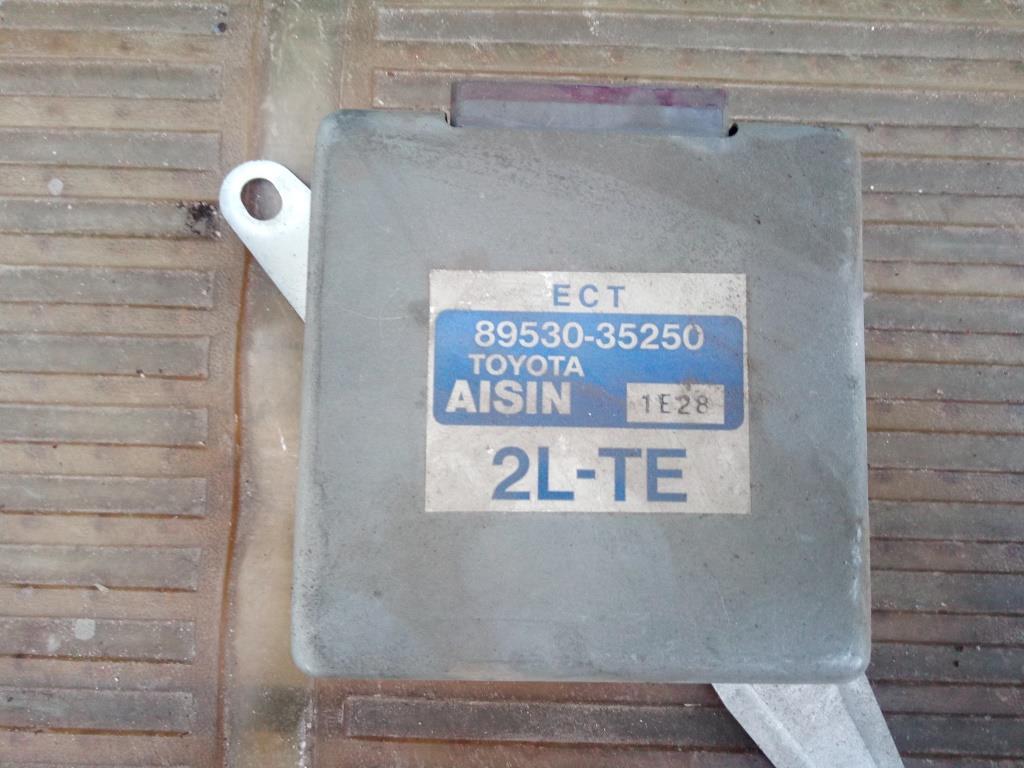 ECT
89530-35250
TOYOTA
AISIN 1E28
2L-TE